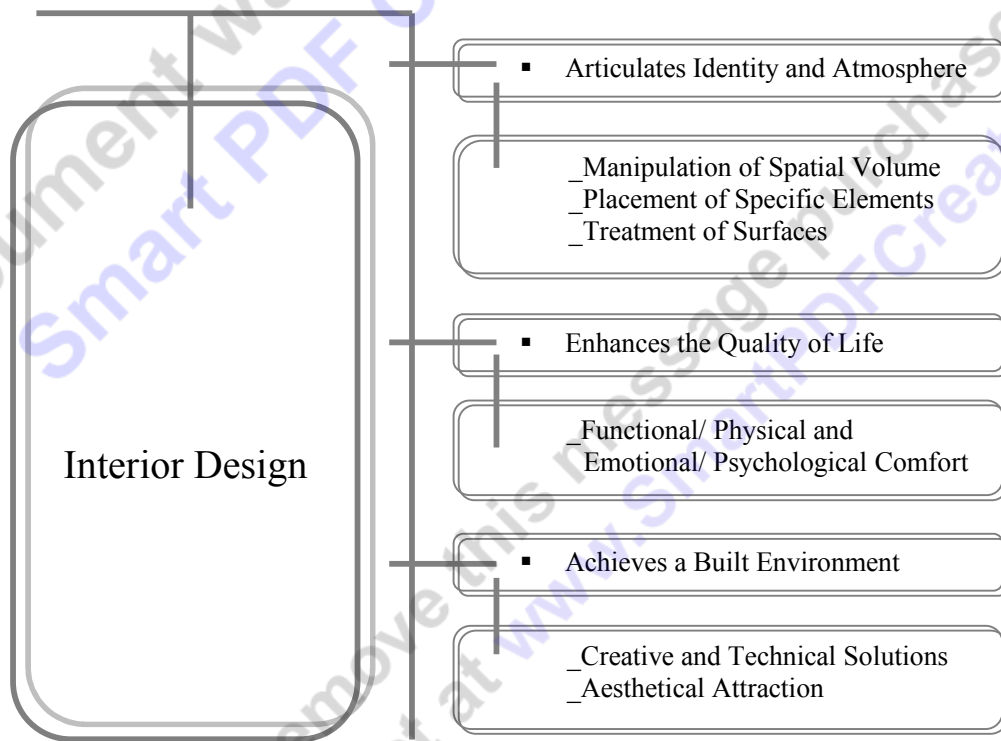 ▪ Articulates Identity and Atmosphere
_Manipulation of Spatial Volume
_Placement of Specific Elements
_Treatment of Surfaces
▪ Enhances the Quality of Life
_Functional/ Physical and
Emotional/ Psychological Comfort
Interior Design
▪ Achieves a Built Environment
_Creative and Technical Solutions
_Aesthetical Attraction